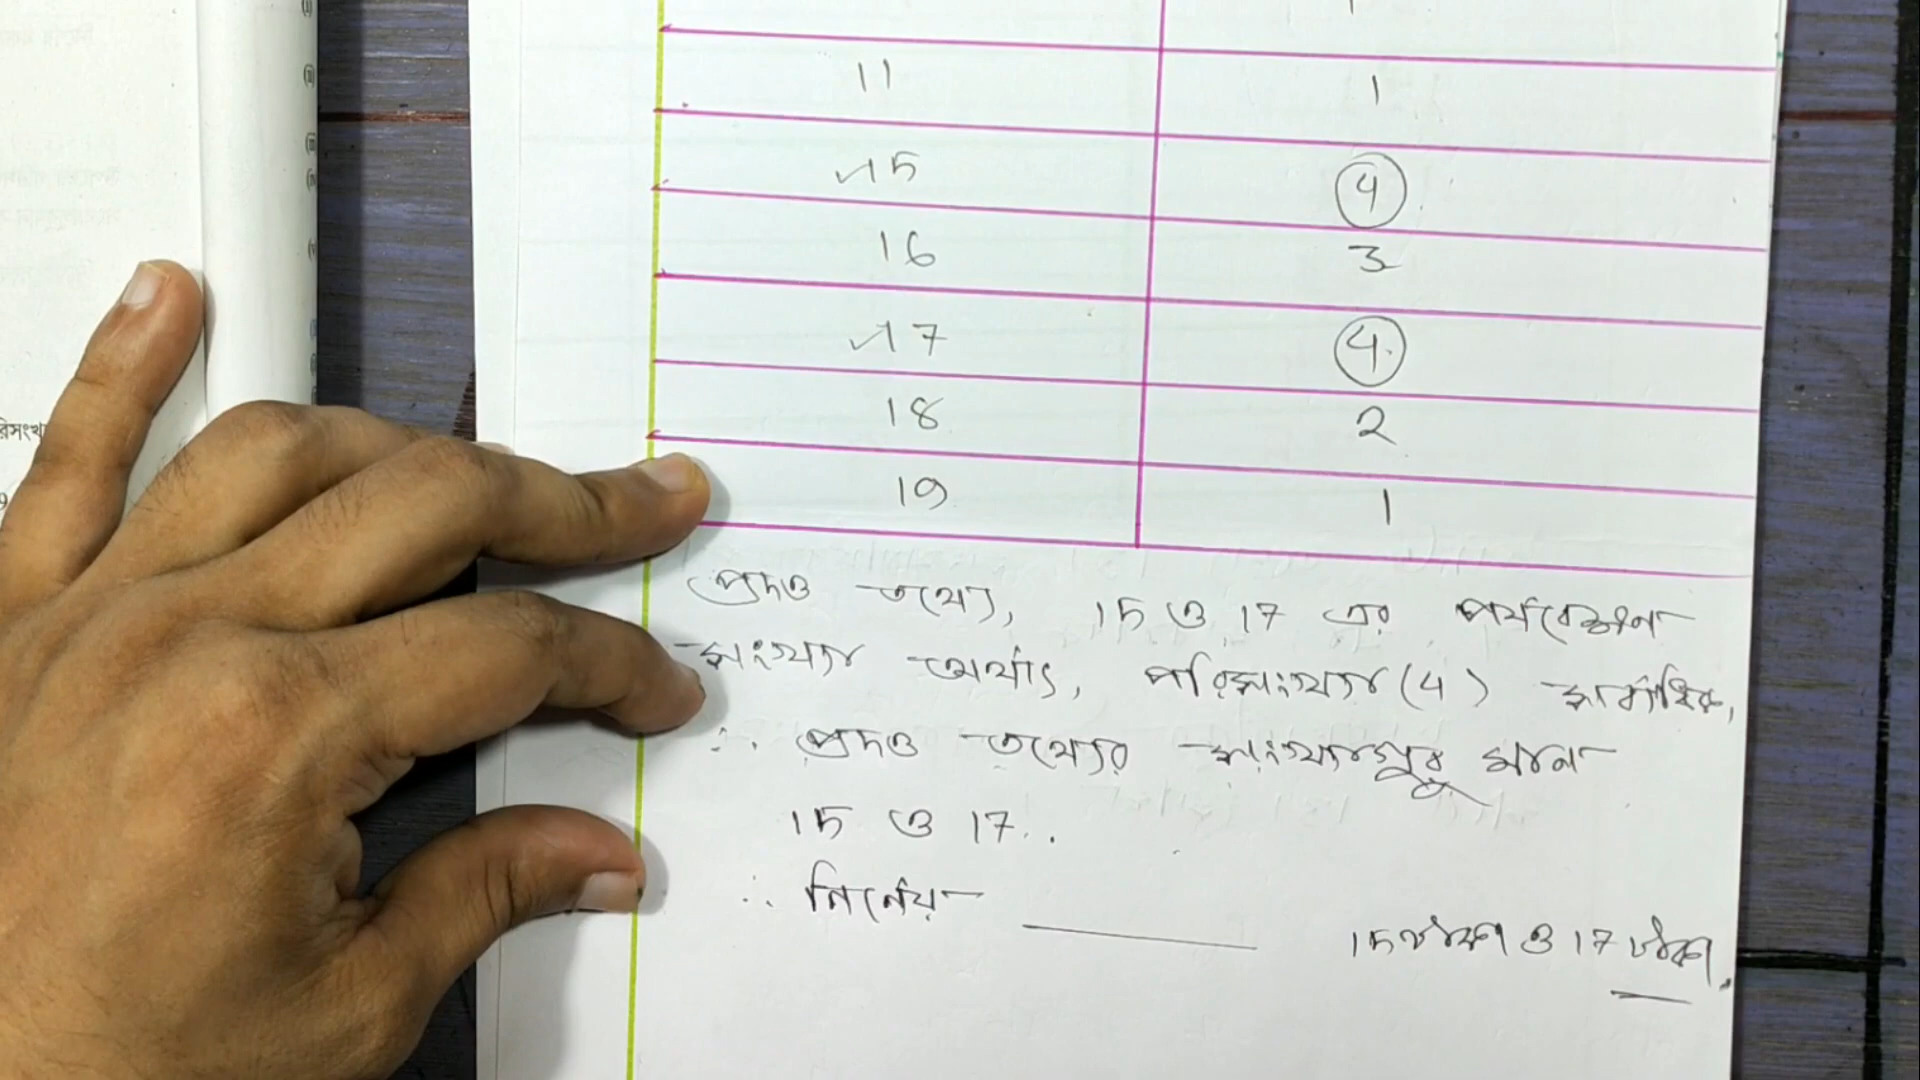 11 1
15 4
16 3
17 4
18 2
19 1
প্রদত্ত তথ্যে, 15 ও 17 এর পর্যবেক্ষণ
সংখ্যা অর্থাৎ, পরিসংখ্যা (4) সর্বাধিক,
∴ প্রদত্ত তথ্যের সংখ্যাগুরু মান
15 ও 17.
∴ নির্ণেয়
15 টাকা ও 17 টাকা.